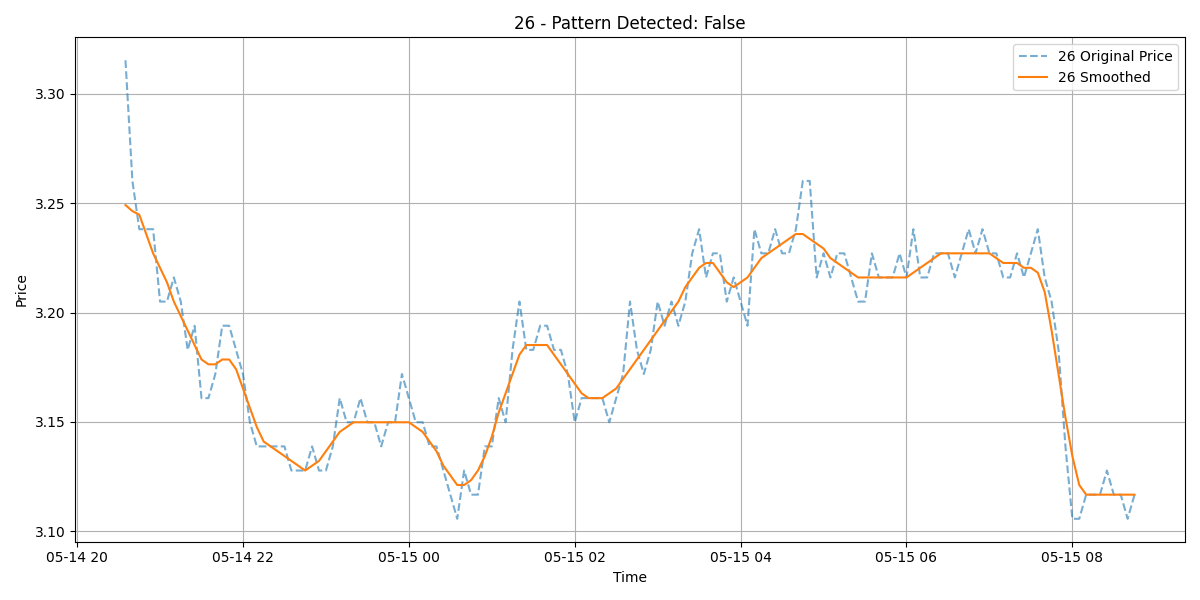 26 - Pattern Detected: False
26 Original Price
26 Smoothed
Price
3.30
3.25
3.20
3.15
3.10
05-14 20 05-14 22 05-15 00 05-15 02 05-15 04 05-15 06 05-15 08
Time